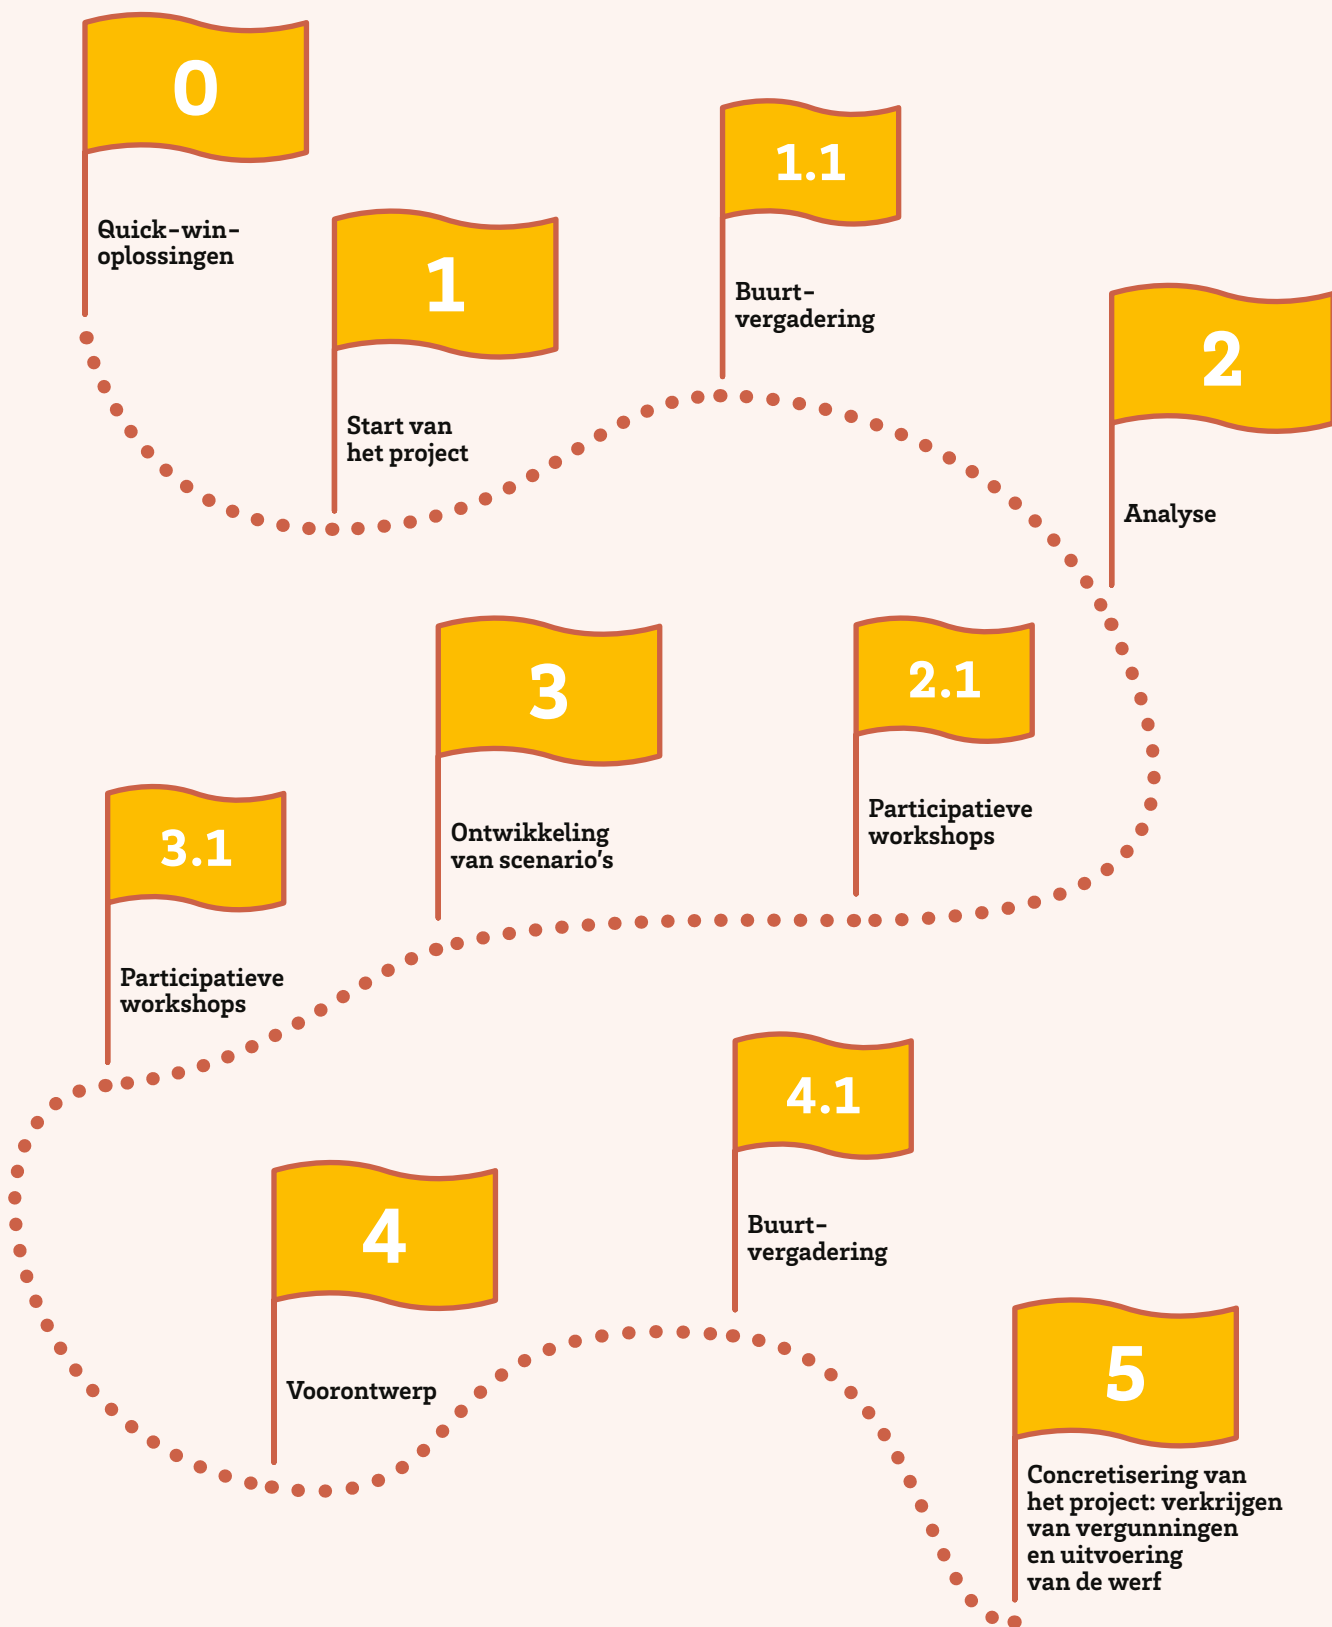 0
Quick-win-
oplossingen
1
Start van
het project
1.1
Buurt-
vergadering
2
Analyse
2.1
Participatieve
workshops
3
Ontwikkeling
van scenario's
3.1
Participatieve
workshops
4
Voorontwerp
4.1
Buurt-
vergadering
5
Concretisering van
het project: verkrijgen
van vergunningen
en uitvoering
van de werf